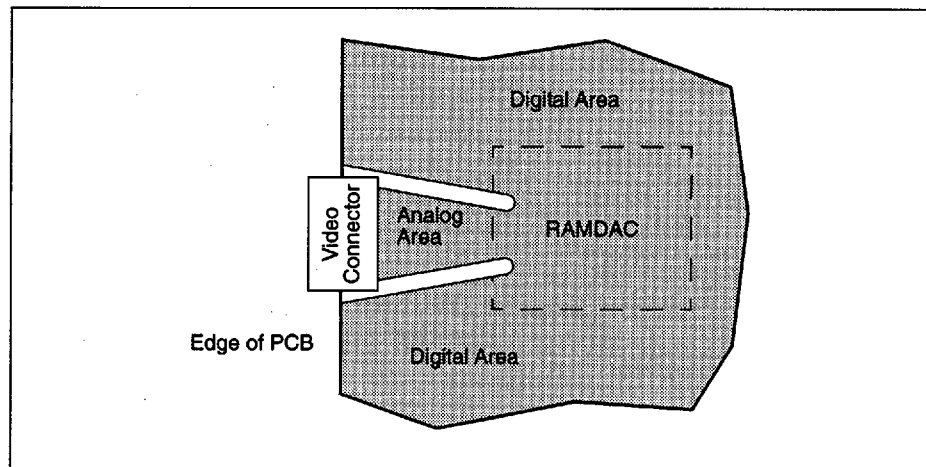 Digital Area
Video
Connector
Analog
Area
RAMDAC
Edge of PCB
Digital Area